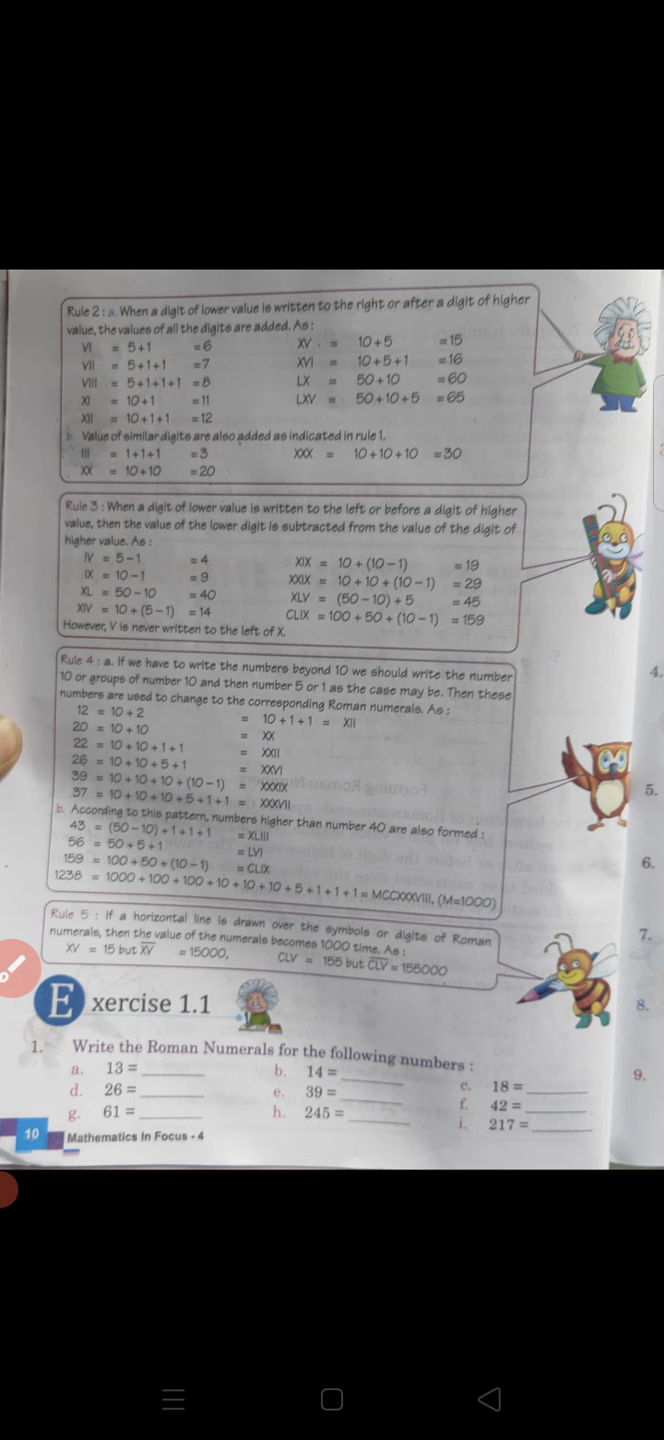 Rule 2 : a. When a digit of lower value is written to the right or after a digit of higher
value, the values of all the digits are added. As :
VI = 5+1 =6 XV = 10+5 =15
VII = 5+1+1 =7 XVI = 10+5+1 =16
VIII = 5+1+1+1 =8 LX = 50+10 =60
XI = 10+1 =11 LXV = 50+10+5 =65
XII = 10+1+1 =12
b. Value of similar digits are also added as indicated in rule 1.
III = 1+1+1 =3 XXX = 10+10+10 =30
XX = 10+10 =20
Rule 3 : When a digit of lower value is written to the left or before a digit of higher
value, then the value of the lower digit is subtracted from the value of the digit of
higher value. As :
IV = 5-1 =4 XIX = 10+(10-1) =19
IX = 10-1 =9 XXIX = 10+10+(10-1) =29
XL = 50-10 =40 XLV = (50-10)+5 =45
XIV = 10+(5-1) =14 CLIX =100+50+(10-1) =159
However, V is never written to the left of X.
Rule 4 : a. If we have to write the numbers beyond 10 we should write the number
10 or groups of number 10 and then number 5 or 1 as the case may be. Then these
numbers are used to change to the corresponding Roman numerals. As :
12 = 10+2 = 10+1+1 = XII
20 = 10+10 = XX
22 = 10+10+1+1 = XXII
26 = 10+10+5+1 = XXVI
39 = 10+10+10+(10-1) = XXXIX
37 = 10+10+10+5+1+1 = XXXVII
b. According to this pattern, numbers higher than number 40 are also formed :
43 = (50-10)+1+1+1 = XLIII
56 = 50+5+1 = LVI
159 = 100+50+(10-1) = CLIX
1238 = 1000+100+100+10+10+10+5+1+1+1= MCCXXXVIII, (M=1000)
Rule 5 : If a horizontal line is drawn over the symbols or digits of Roman
numerals, then the value of the numerals becomes 1000 time. As :
XV = 15 but X̅V̅ = 15000, CLV = 155 but C̅L̅V̅ = 155000
Exercise 1.1
1. Write the Roman Numerals for the following numbers :
a. 13 = ______ b. 14 = ______ c. 18 = ______
d. 26 = ______ e. 39 = ______ f. 42 = ______
g. 61 = ______ h. 245 = ______ i. 217 = ______
10 Mathematics In Focus - 4
4.
5.
6.
7.
8.
9.